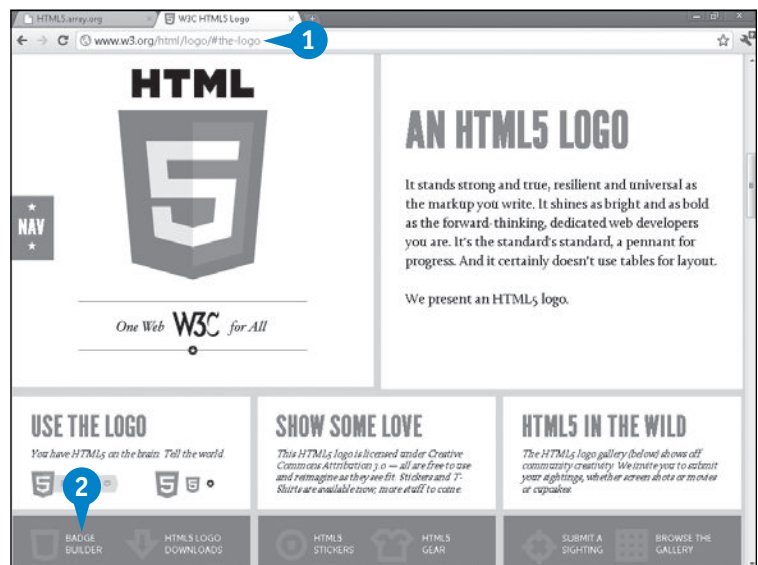 HTML5.array.org
W3C HTML5 Logo
www.w3.org/html/logo/#the-logo
1
HTML
5
NAV
One Web W3C for All
AN HTML5 LOGO
It stands strong and true, resilient and universal as
the markup you write. It shines as bright and as bold
as the forward-thinking, dedicated web developers
you are. It's the standard's standard, a pennant for
progress. And it certainly doesn't use tables for layout.
We present an HTML5 logo.
USE THE LOGO
You have HTML5 on the brain. Tell the world.
5
5
5
2
BADGE
BUILDER
HTML5 LOGO
DOWNLOADS
SHOW SOME LOVE
This HTML5 logo is licensed under Creative
Commons Attribution 3.0 — all are free to use
and reimagine as they see fit. Stickers and T-
Shirts are available now, more stuff to come.
HTML5
STICKERS
HTML5
GEAR
HTML5 IN THE WILD
The HTML5 logo gallery (below) shows off
community creativity. We invite you to submit
your sightings, whether screen shots or movies
or cupcakes.
SUBMIT A
SIGHTING
BROWSE THE
GALLERY